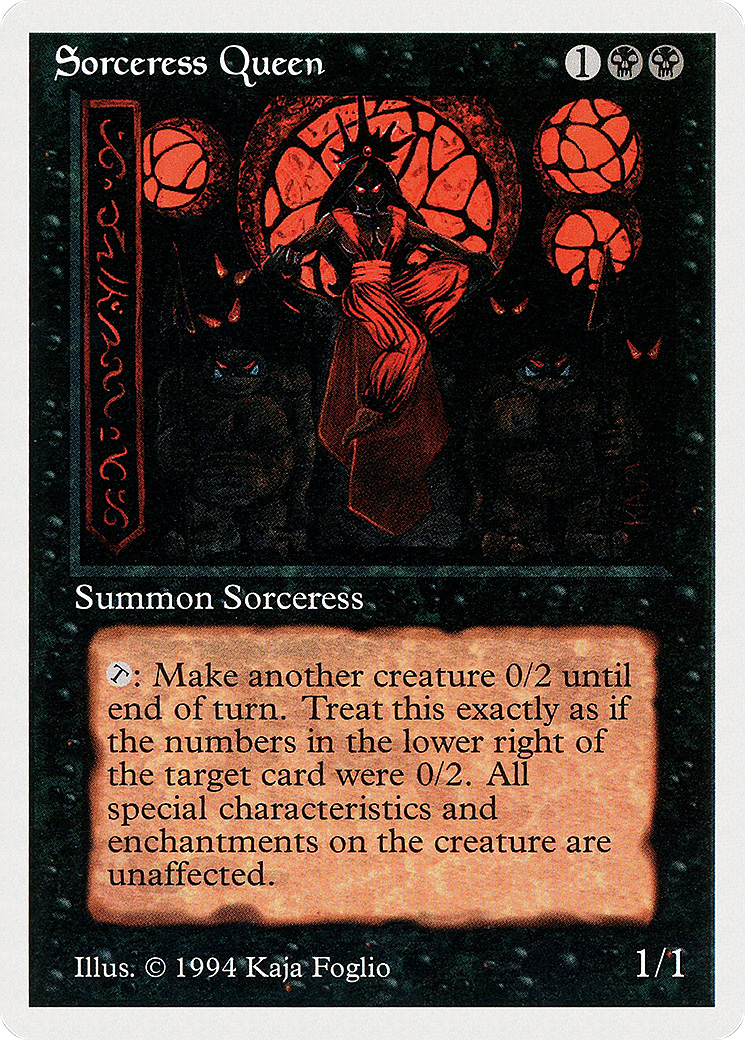 Sorceress Queen 1
T: Make another creature 0/2 until
end of turn. Treat this exactly as if
the numbers in the lower right of
the target card were 0/2. All
special characteristics and
enchantments on the creature are
unaffected.
Summon Sorceress
KAJA
Illus. © 1994 Kaja Foglio
1/1